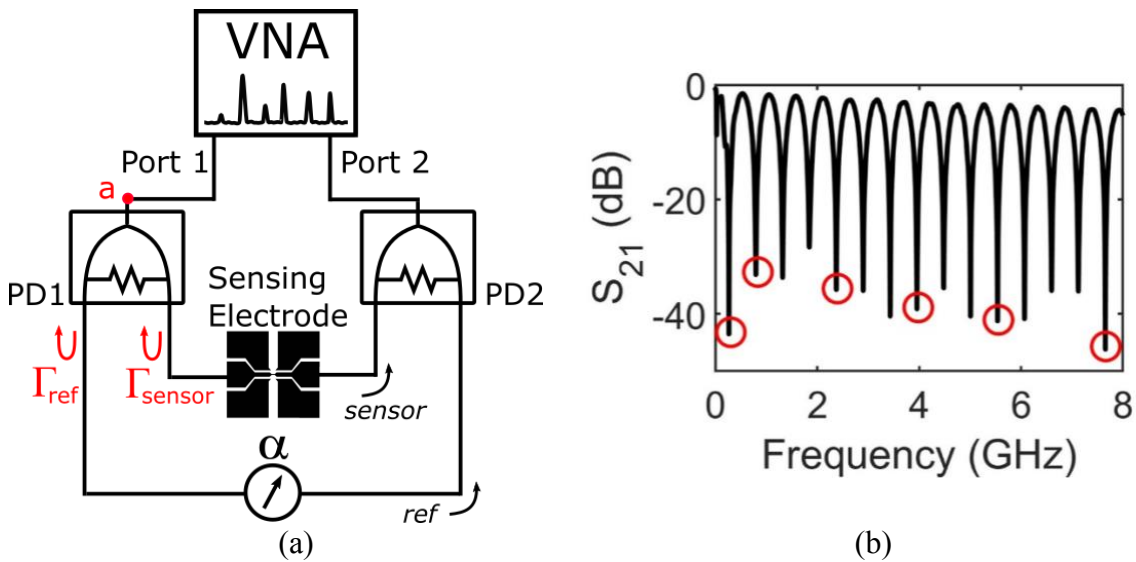 VNA
Port 1
Port 2
a
PD1
Sensing
Electrode
PD2
Γref
Γsensor
sensor
α
ref
(a)
S21 (dB)
0
-20
-40
0 2 4 6 8
Frequency (GHz)
(b)